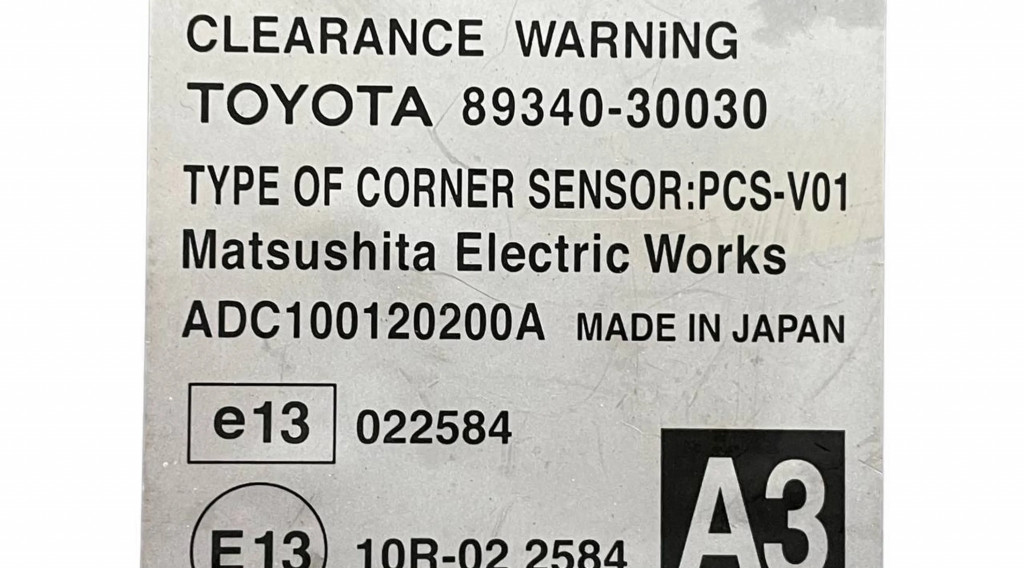 CLEARANCE WARNiNG
TOYOTA 89340-30030
TYPE OF CORNER SENSOR:PCS-V01
Matsushita Electric Works
ADC100120200A MADE IN JAPAN
e13 022584
E13 10R-02 2584
A3